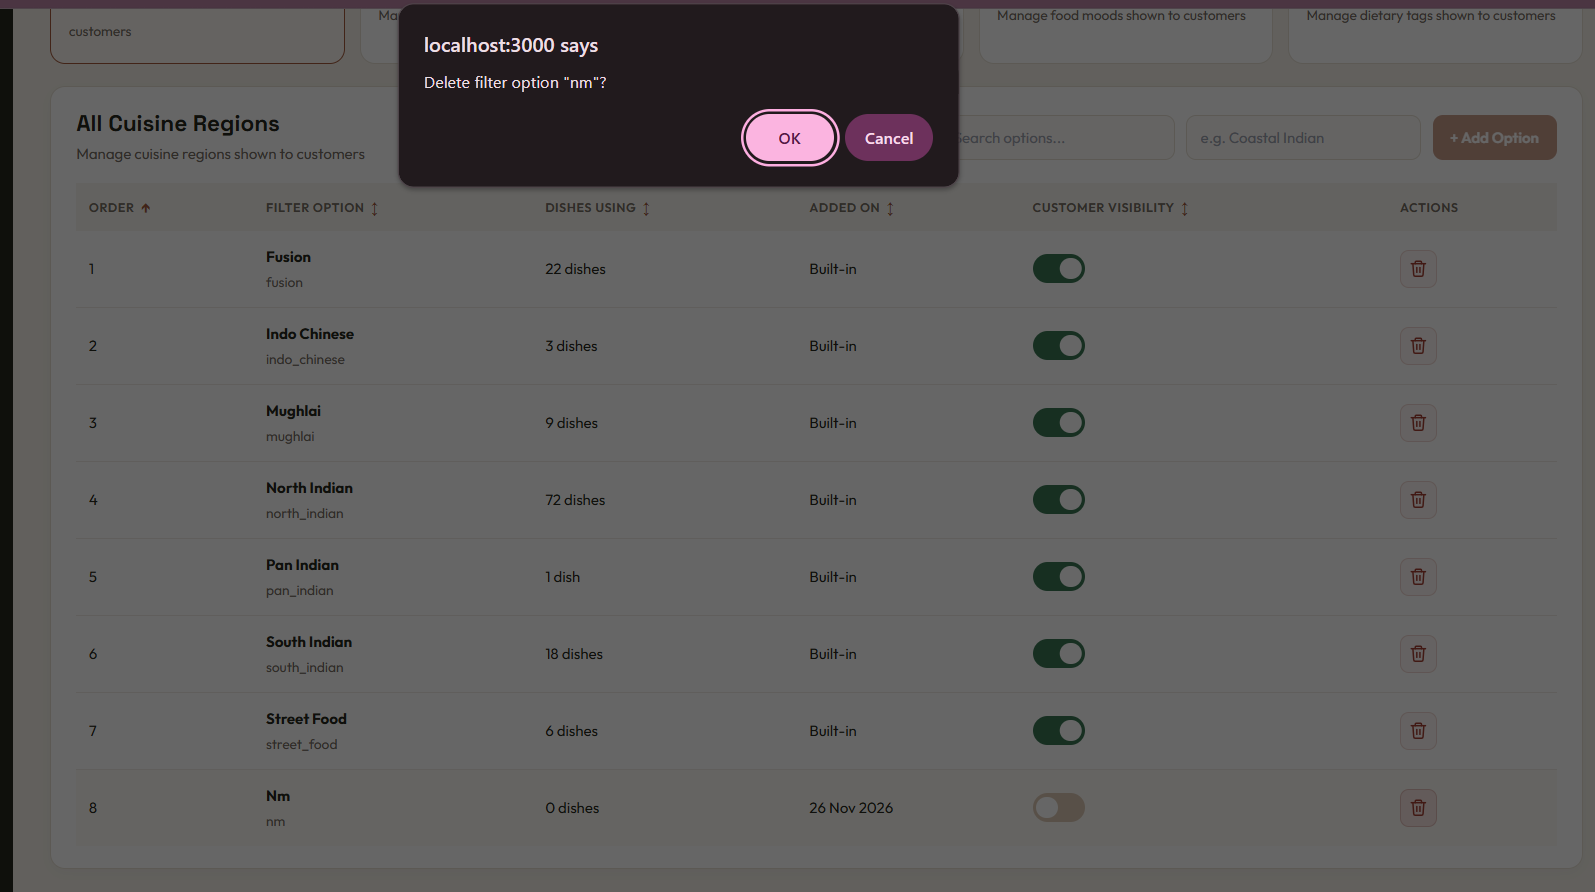 customers
Ma
Manage food moods shown to customers
Manage dietary tags shown to customers
localhost:3000 says
Delete filter option "nm"?
OK
Cancel
All Cuisine Regions
Manage cuisine regions shown to customers
Search options...
e.g. Coastal Indian
+ Add Option
ORDER FILTER OPTION DISHES USING ADDED ON CUSTOMER VISIBILITY ACTIONS
1 Fusion 22 dishes Built-in
fusion
2 Indo Chinese 3 dishes Built-in
indo_chinese
3 Mughlai 9 dishes Built-in
mughlai
4 North Indian 72 dishes Built-in
north_indian
5 Pan Indian 1 dish Built-in
pan_indian
6 South Indian 18 dishes Built-in
south_indian
7 Street Food 6 dishes Built-in
street_food
8 Nm 0 dishes 26 Nov 2026
nm